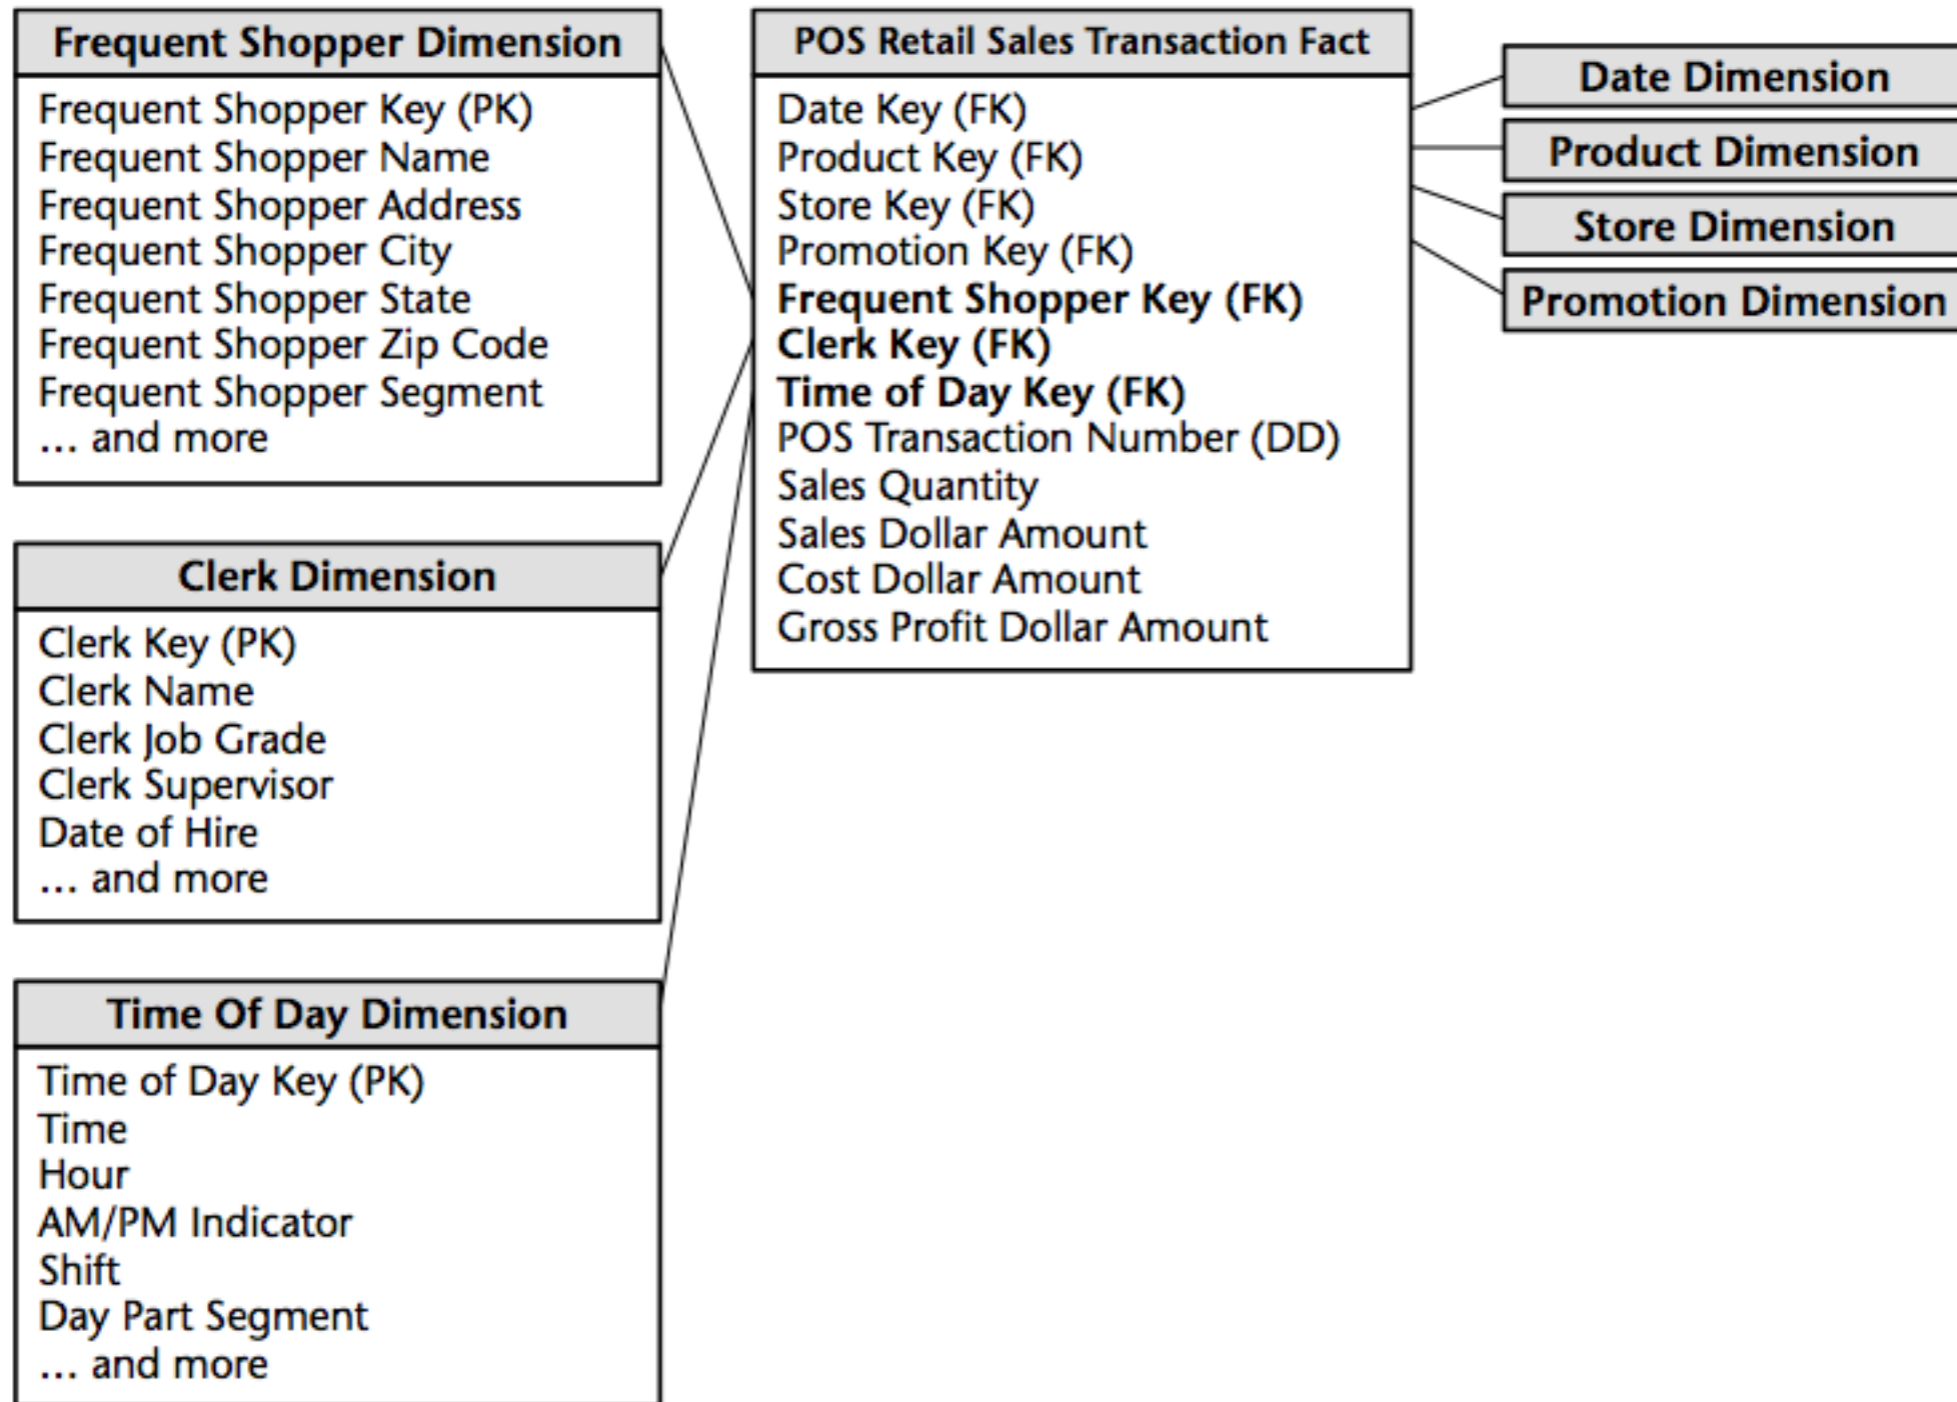 Frequent Shopper Dimension
Frequent Shopper Key (PK)
Frequent Shopper Name
Frequent Shopper Address
Frequent Shopper City
Frequent Shopper State
Frequent Shopper Zip Code
Frequent Shopper Segment
... and more
Clerk Dimension
Clerk Key (PK)
Clerk Name
Clerk Job Grade
Clerk Supervisor
Date of Hire
... and more
Time Of Day Dimension
Time of Day Key (PK)
Time
Hour
AM/PM Indicator
Shift
Day Part Segment
... and more
POS Retail Sales Transaction Fact
Date Key (FK)
Product Key (FK)
Store Key (FK)
Promotion Key (FK)
Frequent Shopper Key (FK)
Clerk Key (FK)
Time of Day Key (FK)
POS Transaction Number (DD)
Sales Quantity
Sales Dollar Amount
Cost Dollar Amount
Gross Profit Dollar Amount
Date Dimension
Product Dimension
Store Dimension
Promotion Dimension